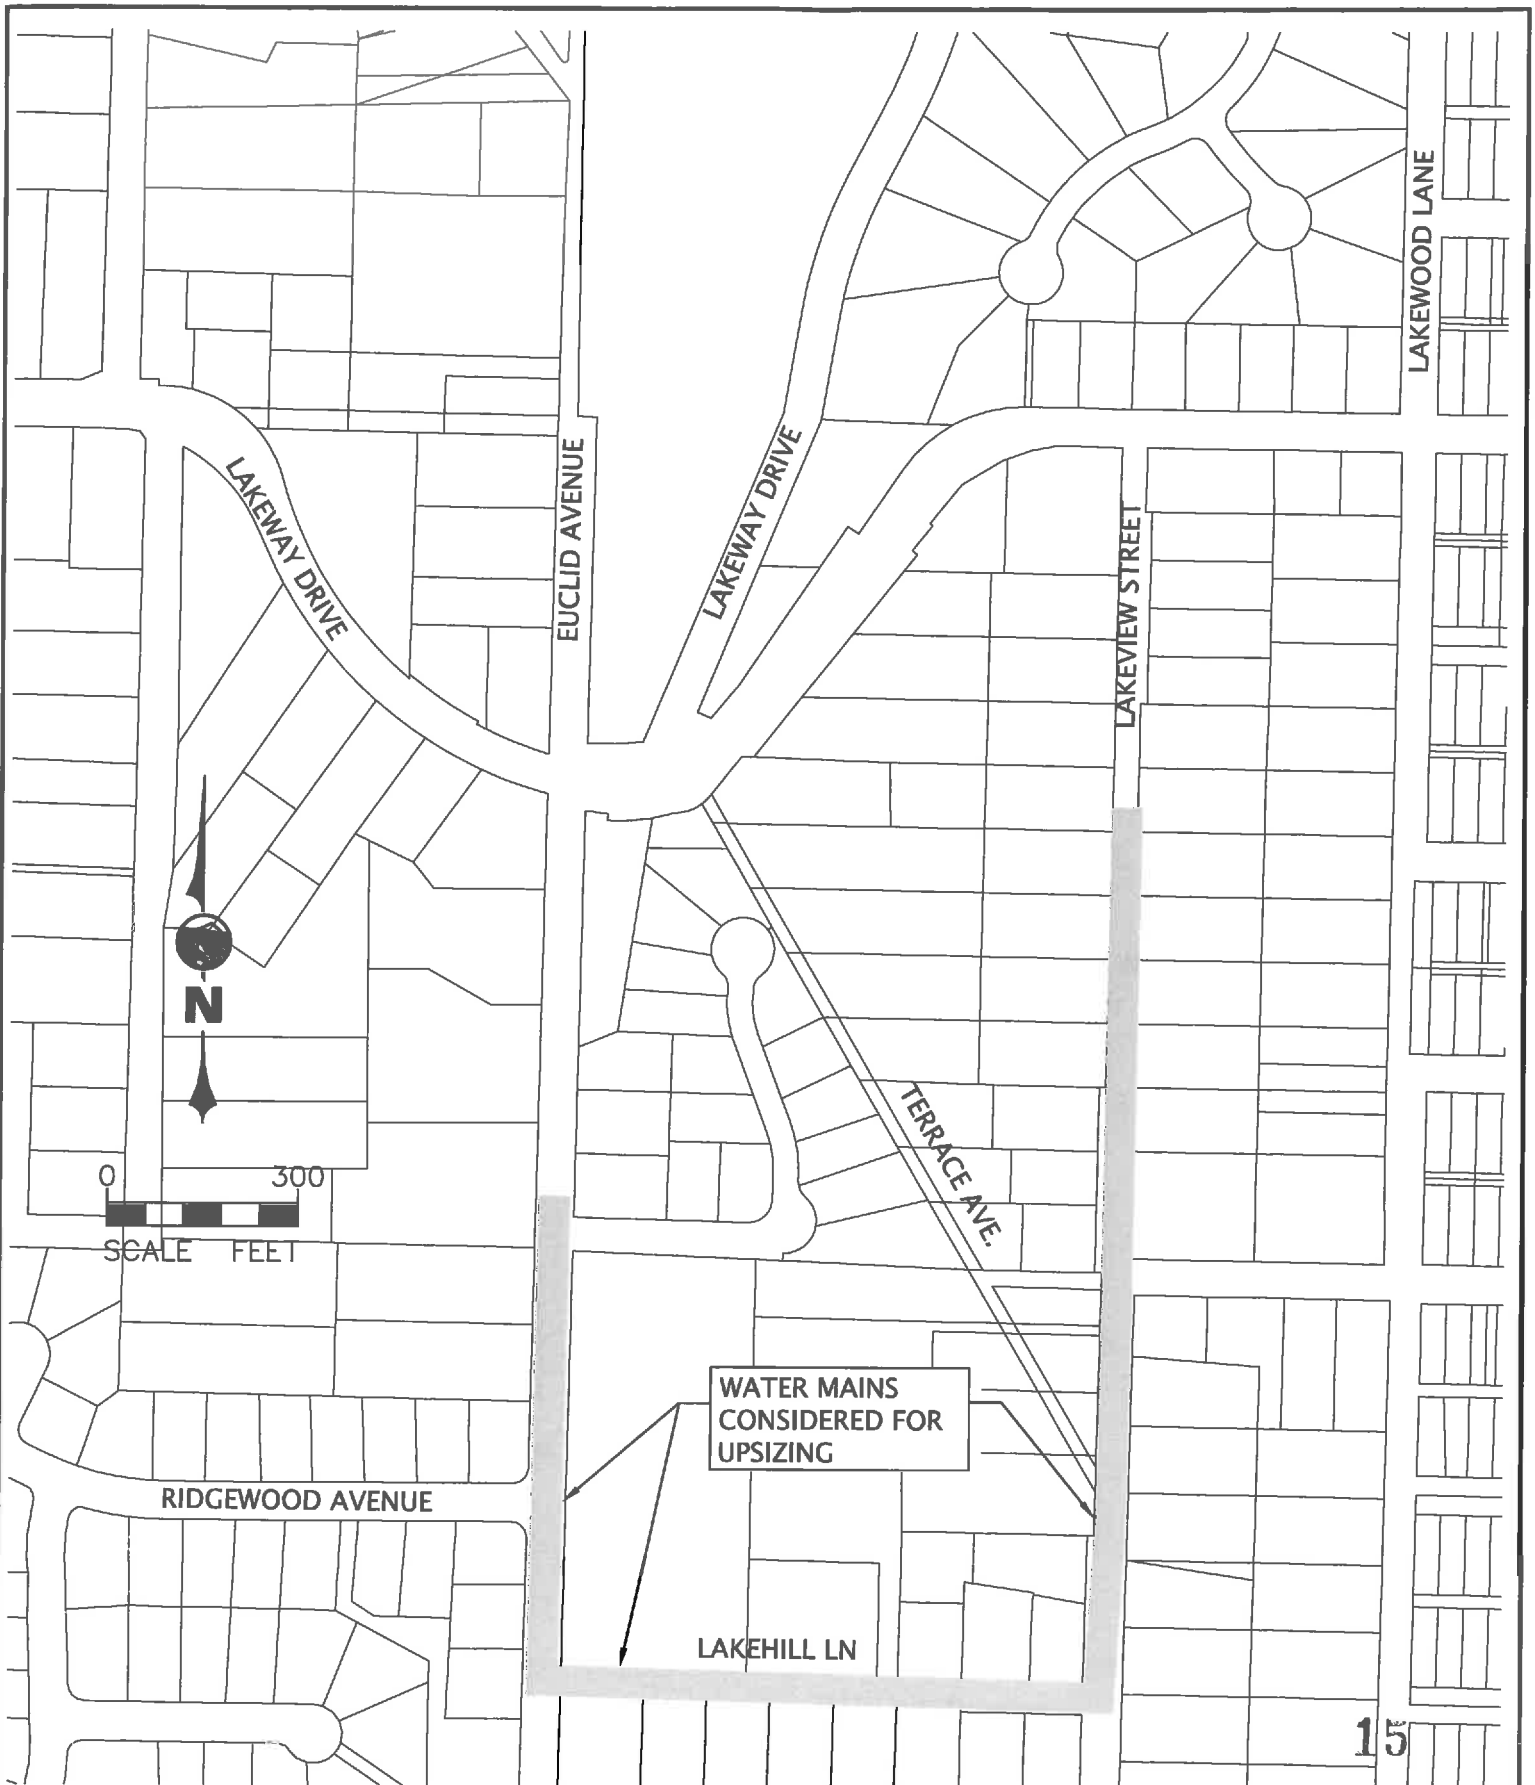 LAKEWOOD LANE
LAKEWAY DRIVE
EUCLID AVENUE
LAKEWAY DRIVE
LAKEVIEW STREET
N
TERRACE AVE.
0 300
SCALE FEET
WATER MAINS
CONSIDERED FOR
UPSIZING
RIDGEWOOD AVENUE
LAKEHILL LN
15